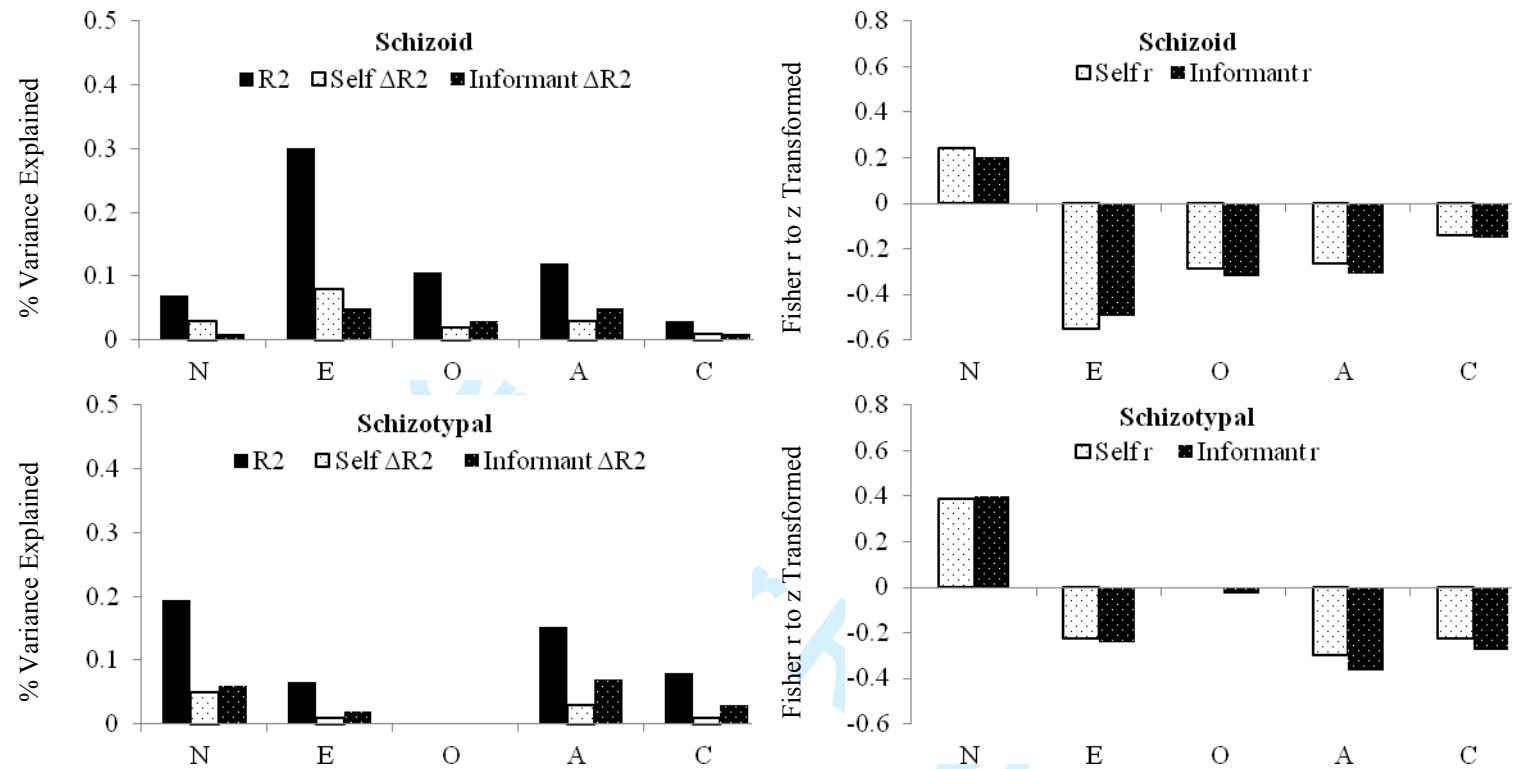 % Variance Explained
0.5
0.4
0.3
0.2
0.1
0
Schizoid
R2 Self ΔR2 Informant ΔR2
N E O A C
Fisher r to z Transformed
0.8
0.6
0.4
0.2
0
-0.2
-0.4
-0.6
Schizoid
Self r Informant r
N E O A C
% Variance Explained
0.5
0.4
0.3
0.2
0.1
0
Schizotypal
R2 Self ΔR2 Informant ΔR2
N E O A C
Fisher r to z Transformed
0.8
0.6
0.4
0.2
0
-0.2
-0.4
-0.6
Schizotypal
Self r Informant r
N E O A C